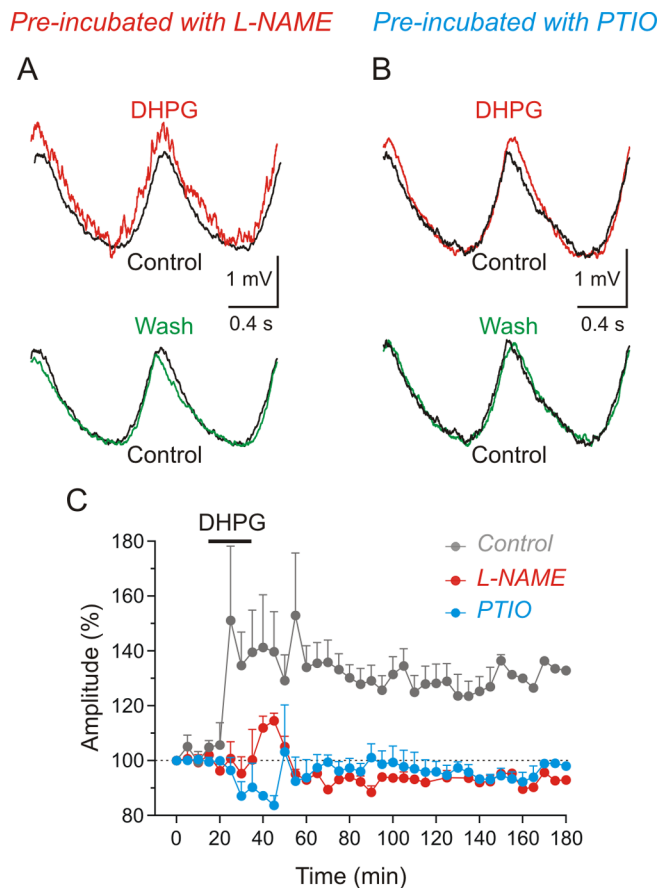 Pre-incubated with L-NAME
Pre-incubated with PTIO
A
B
DHPG
DHPG
Control
Control
1 mV
0.4 s
1 mV
0.4 s
Wash
Wash
Control
Control
C
DHPG
180
160
140
120
100
80
Amplitude (%)
Control
L-NAME
PTIO
0 20 40 60 80 100 120 140 160 180
Time (min)